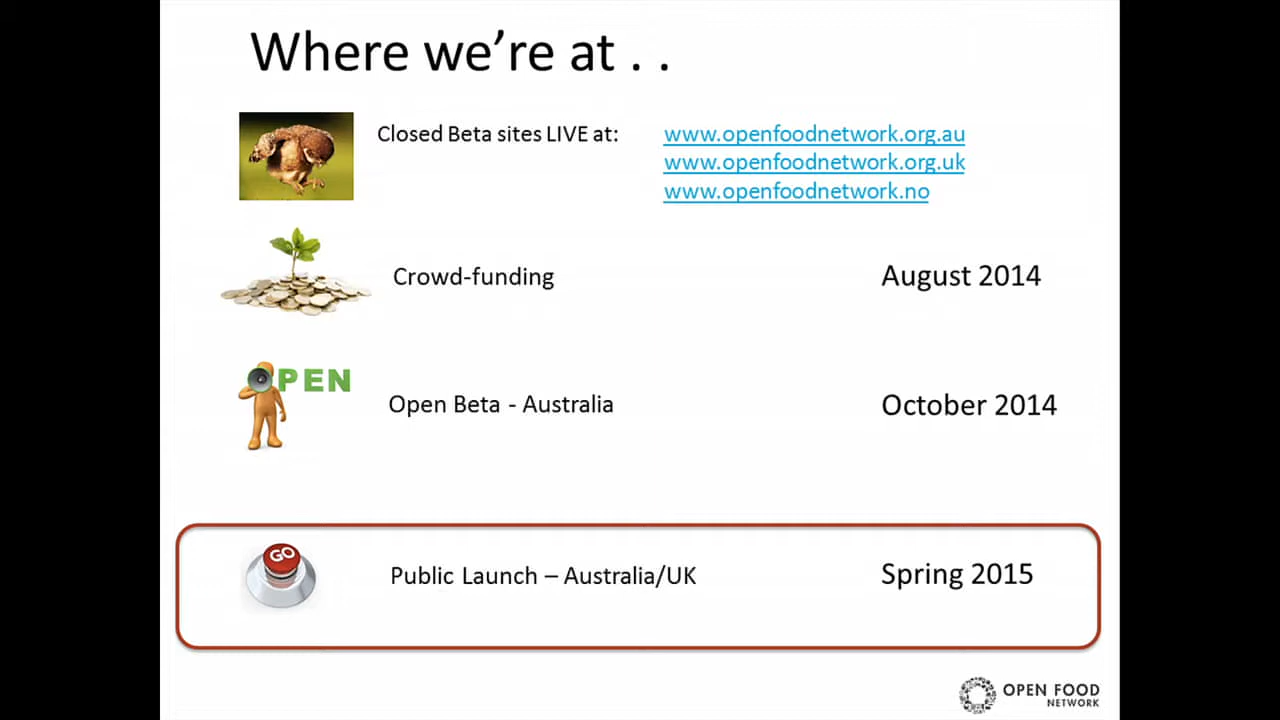 Where we’re at . .
Closed Beta sites LIVE at:
www.openfoodnetwork.org.au
www.openfoodnetwork.org.uk
www.openfoodnetwork.no
Crowd-funding
August 2014
PEN
Open Beta - Australia
October 2014
GO
Public Launch – Australia/UK
Spring 2015
OPEN FOOD
NETWORK